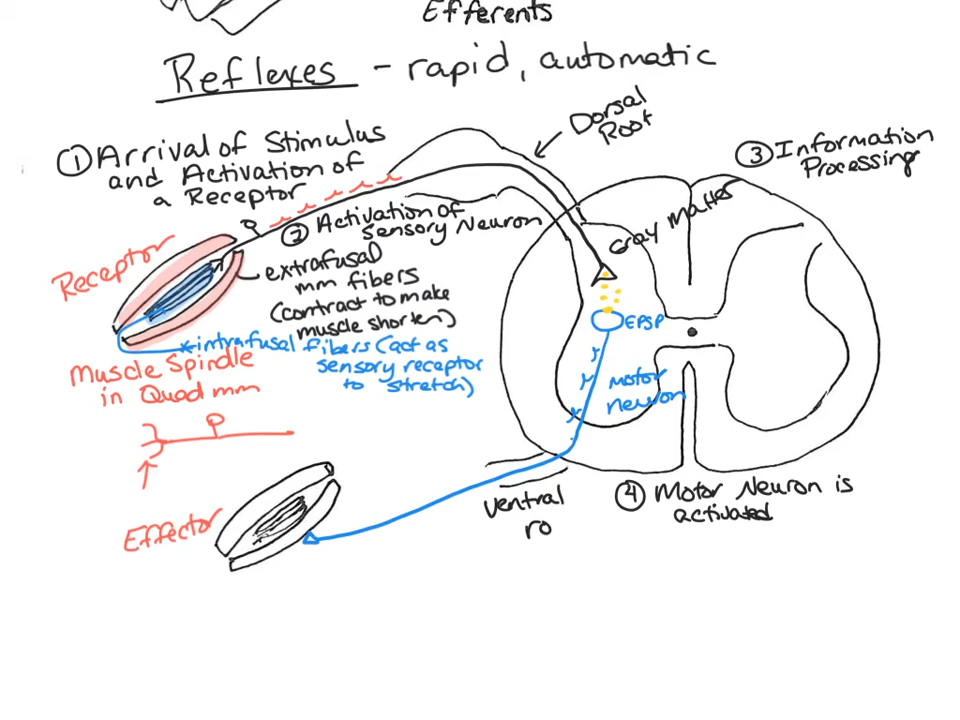 Efferents
Reflexes - rapid, automatic
① Arrival of Stimulus
and Activation of
a Receptor
Dorsal
Root
③ Information
Processing
② Activation of
Sensory Neuron
Gray Matter
Receptor
extrafusal
mm fibers
(contract to make
muscle shorten)
intrafusal fibers (act as
sensory receptor
to stretch)
EPSP
Muscle Spindle
in Quad mm
Motor
neuron
Ventral
ro
④ Motor Neuron is
activated
Effector